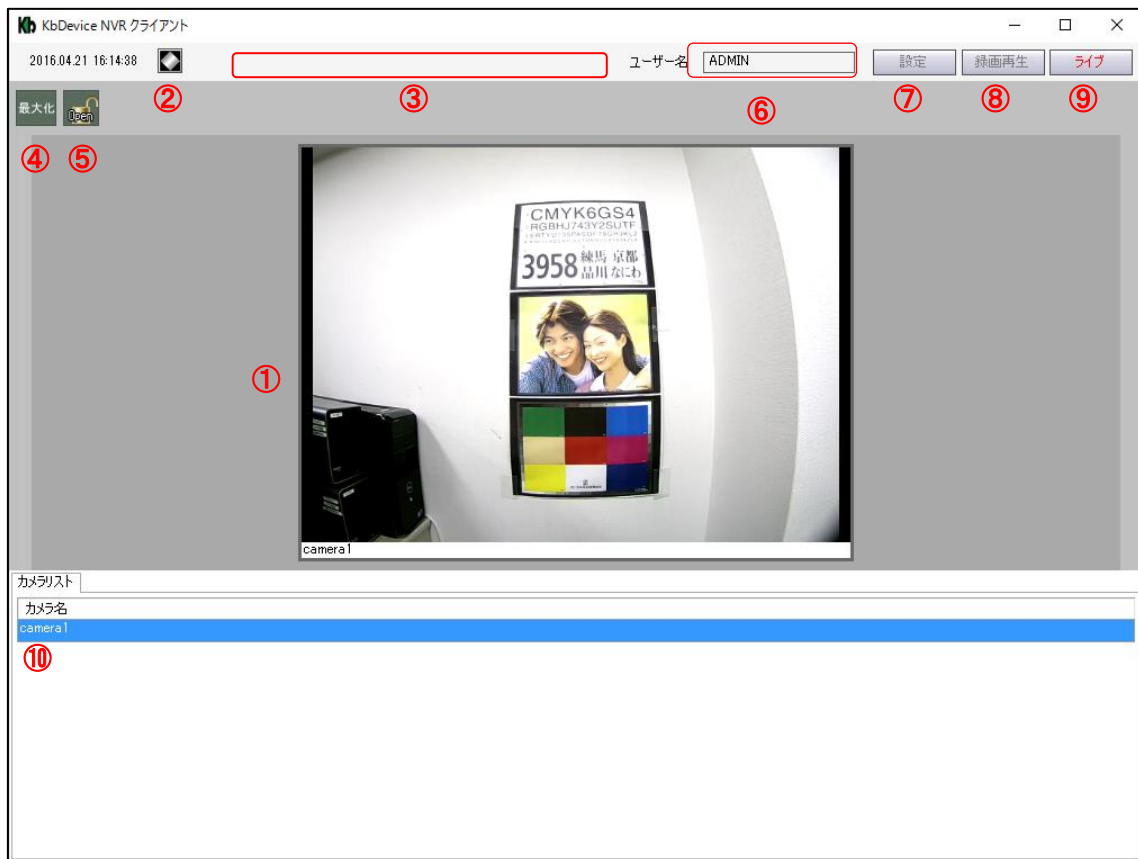 Kb KbDevice NVR クライアント
2016.04.21 16:14:38
ユーザー名 ADMIN 設定 録画再生 ライブ
② ③ ⑥ ⑦ ⑧ ⑨
最大化 Open
④ ⑤
CMYK6GS4
RGBHJ743Y2SUTF
3958 練馬 京都
品川 なにわ
①
camera1
カメラリスト
カメラ名
camera1
⑩